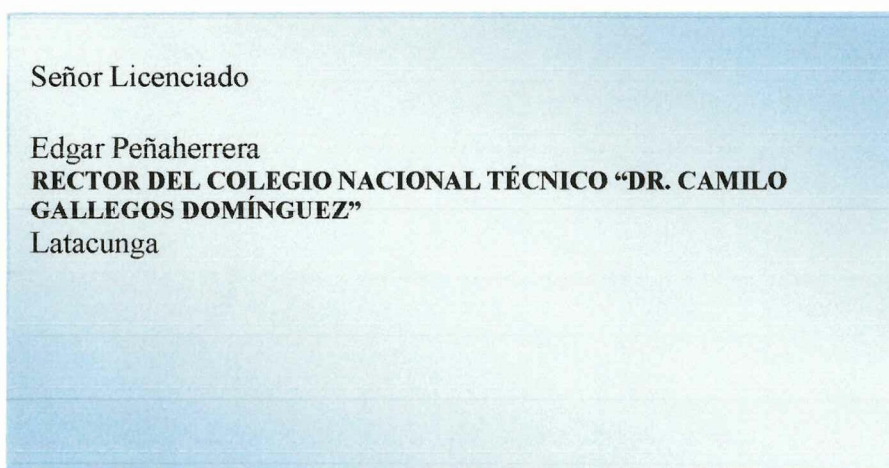 Señor Licenciado
Edgar Peñaherrera
RECTOR DEL COLEGIO NACIONAL TÉCNICO “DR. CAMILO
GALLEGOS DOMÍNGUEZ”
Latacunga